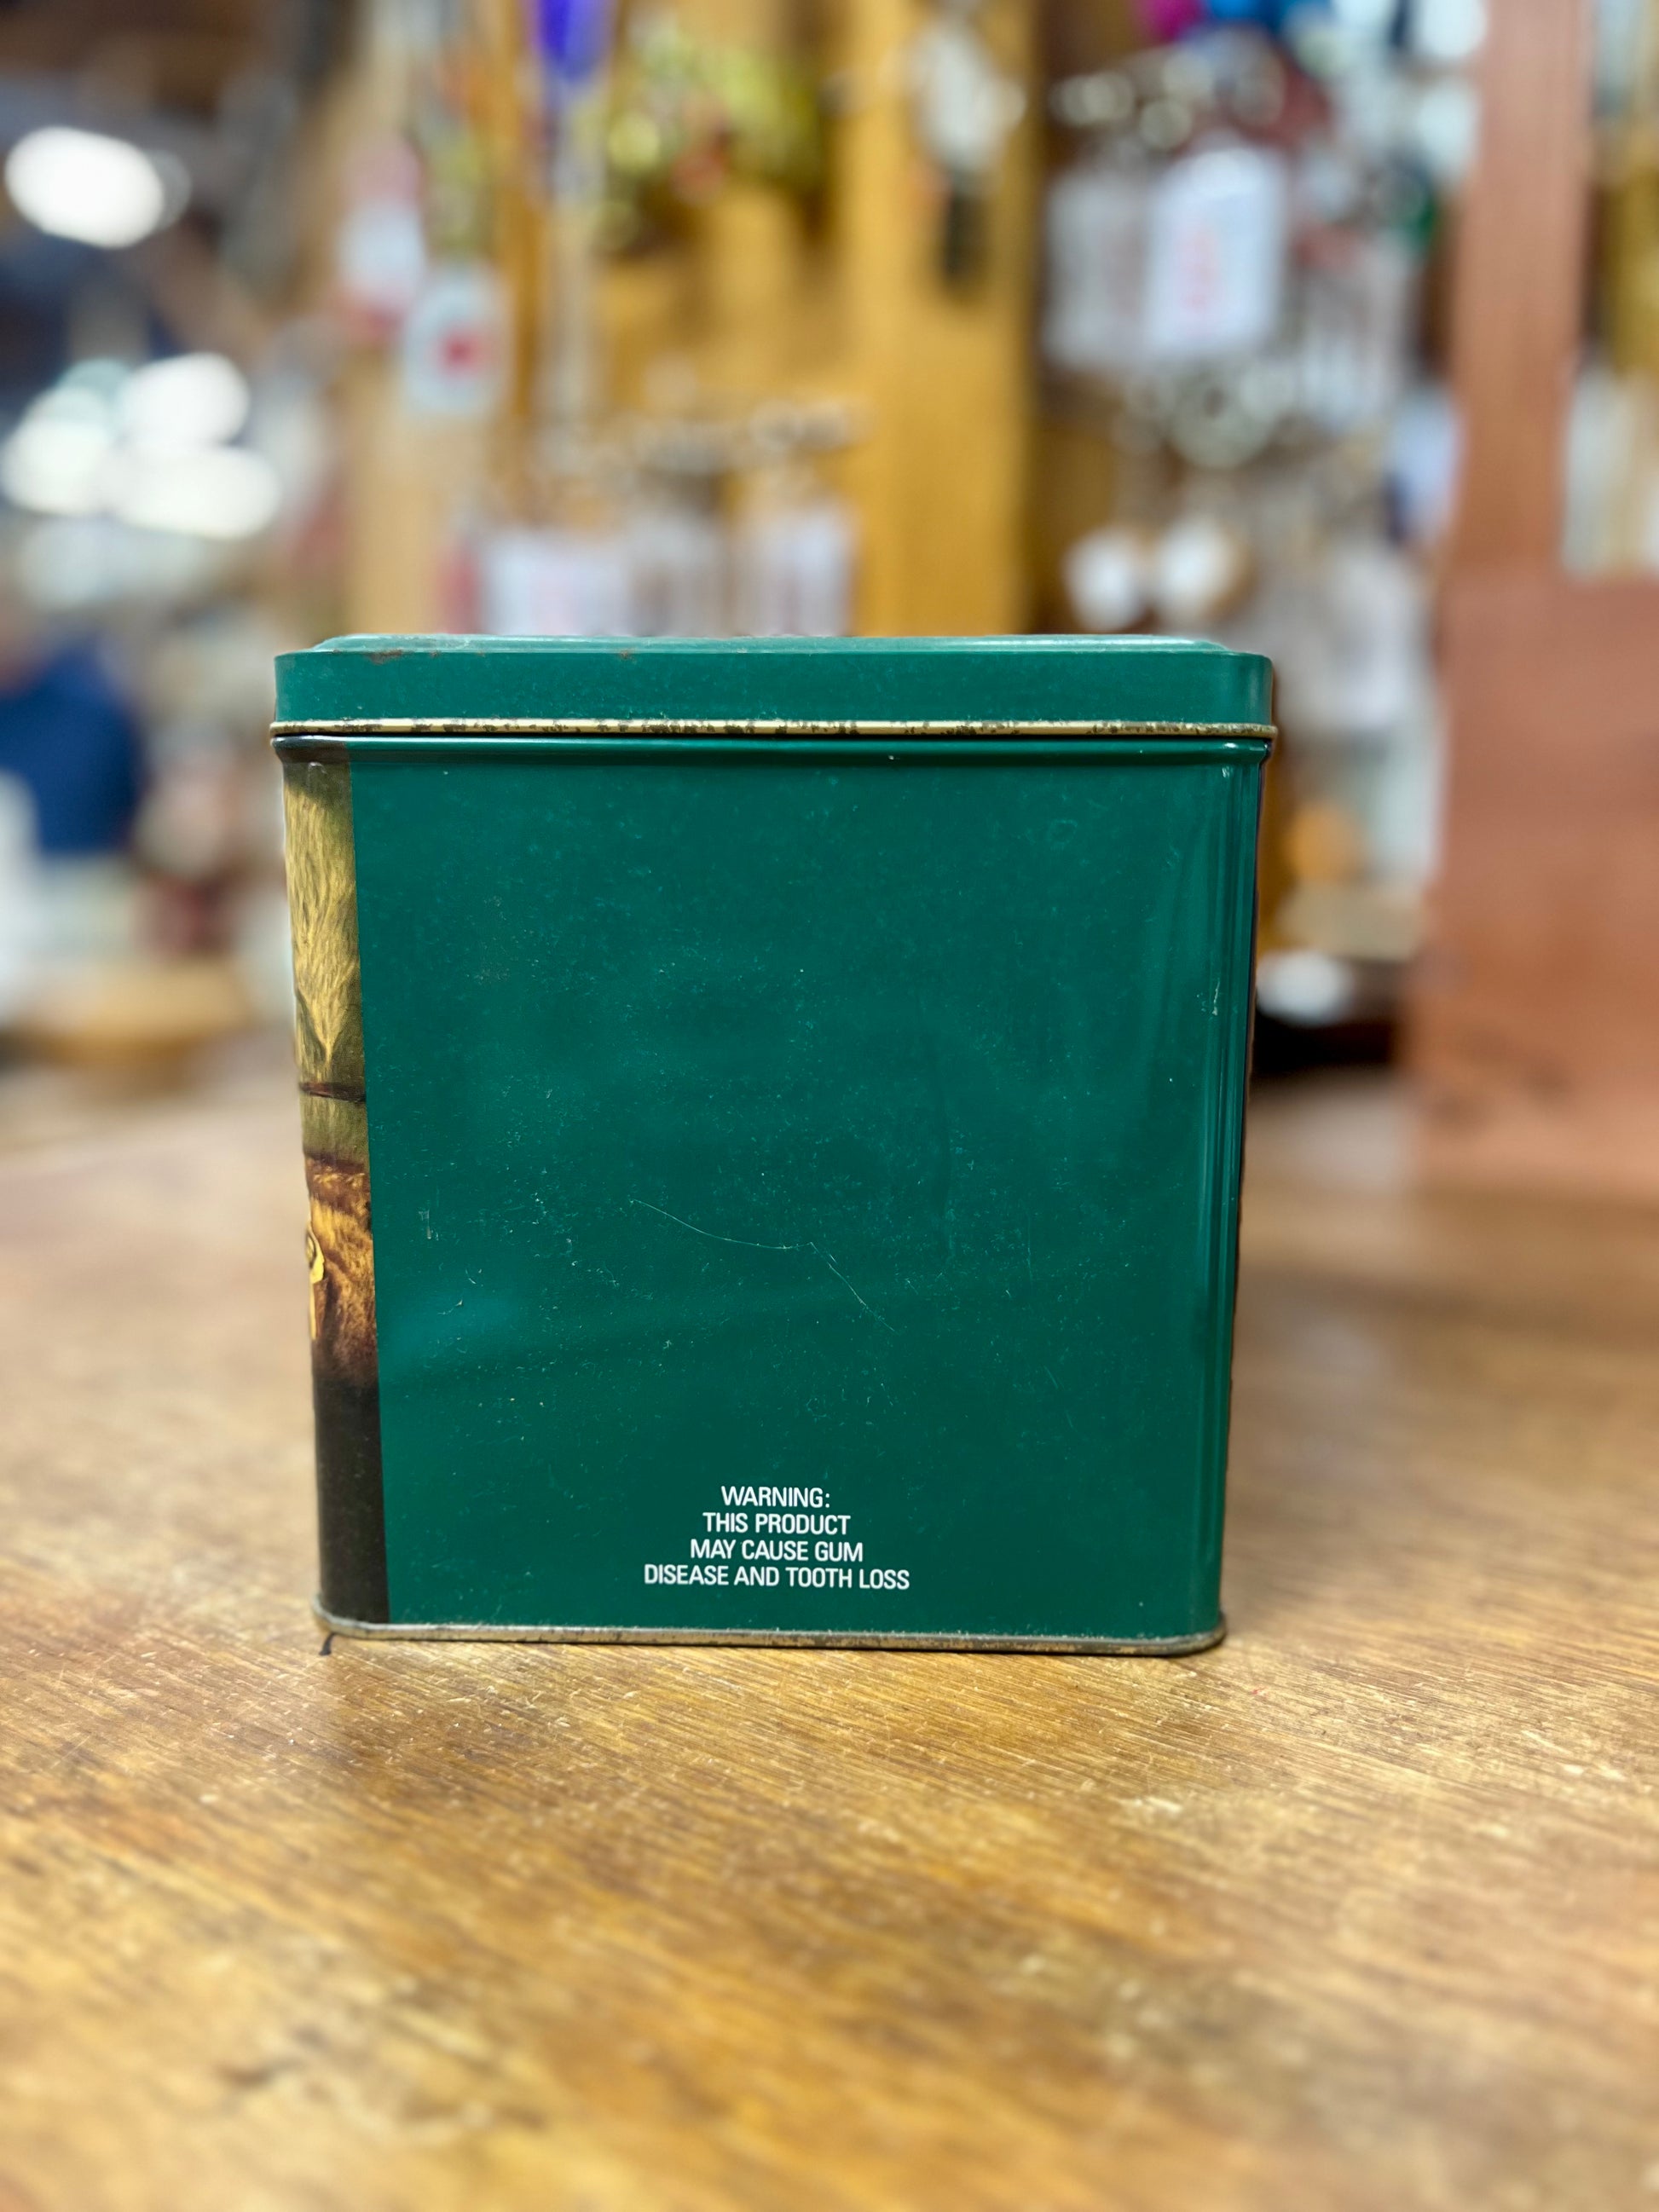 WARNING:
THIS PRODUCT
MAY CAUSE GUM
DISEASE AND TOOTH LOSS